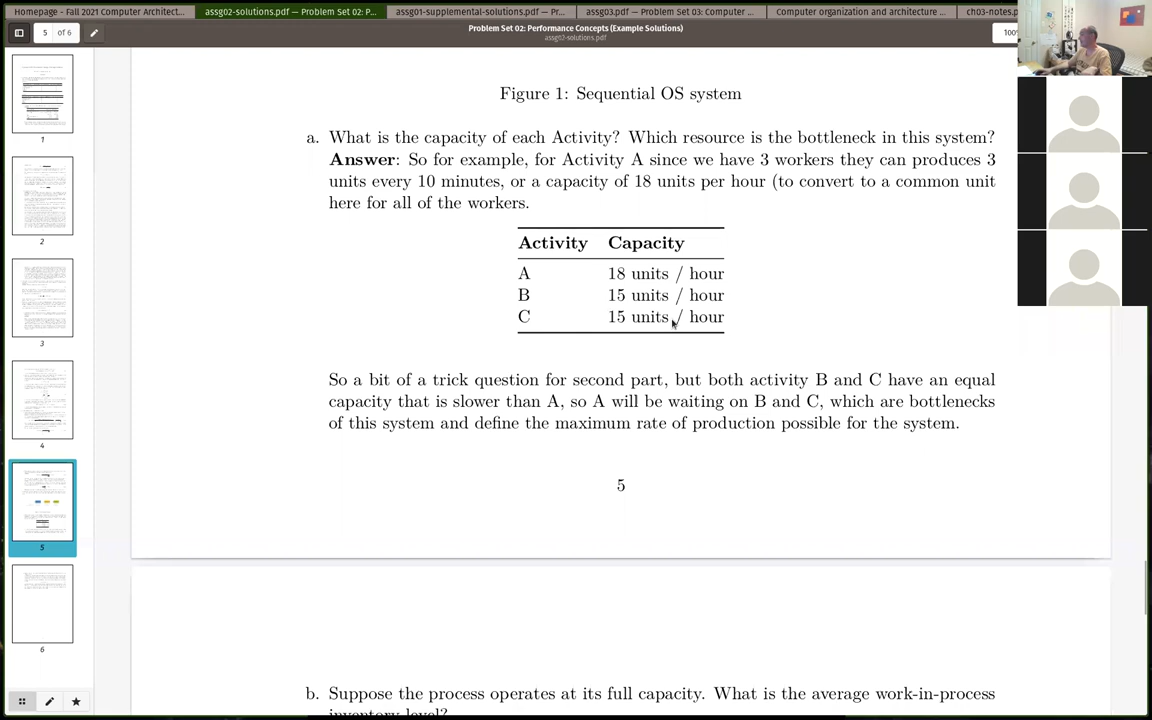 Homepage - Fall 2021 Computer Architect...
assg02-solutions.pdf — Problem Set 02: P...
assg01-supplemental-solutions.pdf — Pr...
assg03.pdf — Problem Set 03: Computer ...
Computer organization and architecture ...
ch03-notes.p
5 of 6
Problem Set 02: Performance Concepts (Example Solutions)
assg02-solutions.pdf
100
1
2
3
4
5
6
Figure 1: Sequential OS system
a. What is the capacity of each Activity? Which resource is the bottleneck in this system?
Answer: So for example, for Activity A since we have 3 workers they can produces 3
units every 10 minutes, or a capacity of 18 units per hour (to convert to a common unit
here for all of the workers.
Activity Capacity
A 18 units / hour
B 15 units / hour
C 15 units / hour
So a bit of a trick question for second part, but both activity B and C have an equal
capacity that is slower than A, so A will be waiting on B and C, which are bottlenecks
of this system and define the maximum rate of production possible for the system.
5
b. Suppose the process operates at its full capacity. What is the average work-in-process
inventory level?